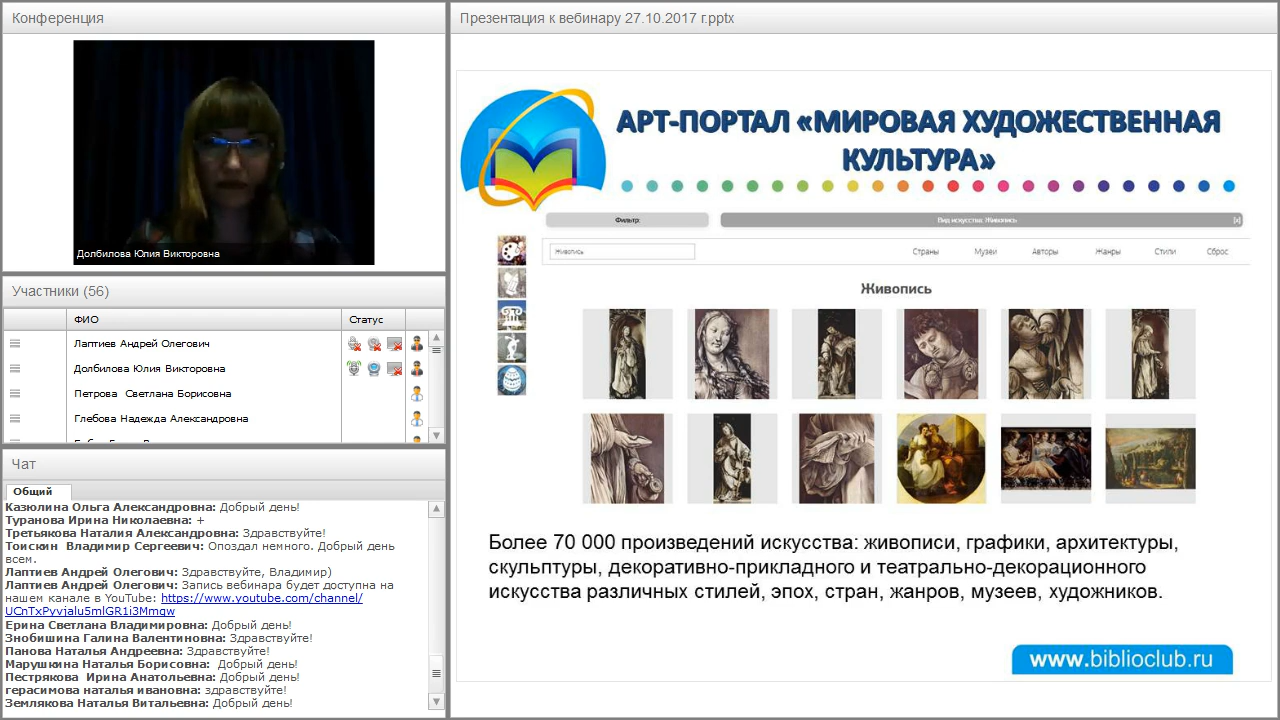 Конференция
Долбилова Юлия Викторовна
Участники (56)
ФИО
Статус
Лаптиев Андрей Олегович
Долбилова Юлия Викторовна
Петрова Светлана Борисовна
Глебова Надежда Александровна
Чат
Общий
Казюлина Ольга Александровна: Добрый день!
Туранова Ирина Николаевна: +
Третьякова Наталия Александровна: Здравствуйте!
Тоискин Владимир Сергеевич: Опоздал немного. Добрый день
всем.
Лаптиев Андрей Олегович: Здравствуйте, Владимир)
Лаптиев Андрей Олегович: Запись вебинара будет доступна на
нашем канале в YouTube: https://www.youtube.com/channel/
UCnTxPyvjalu5mlGR1i3Mmqw
Ерина Светлана Владимировна: Добрый день!
Знобишина Галина Валентиновна: Здравствуйте!
Панова Наталья Андреевна: Здравствуйте!
Марушкина Наталья Борисовна: Добрый день!
Пестрякова Ирина Анатольевна: Добрый день!
герасимова наталья ивановна: здравствуйте!
Землякова Наталья Витальевна: Добрый день!
Презентация к вебинару 27.10.2017 г.pptx
АРТ-ПОРТАЛ «МИРОВАЯ ХУДОЖЕСТВЕННАЯ
КУЛЬТУРА»
Фильтр:
Вид искусства: Живопись
[x]
Живопись
Страны
Музеи
Авторы
Жанры
Стили
Сброс
Живопись
Более 70 000 произведений искусства: живописи, графики, архитектуры,
скульптуры, декоративно-прикладного и театрально-декорационного
искусства различных стилей, эпох, стран, жанров, музеев, художников.
www.biblioclub.ru